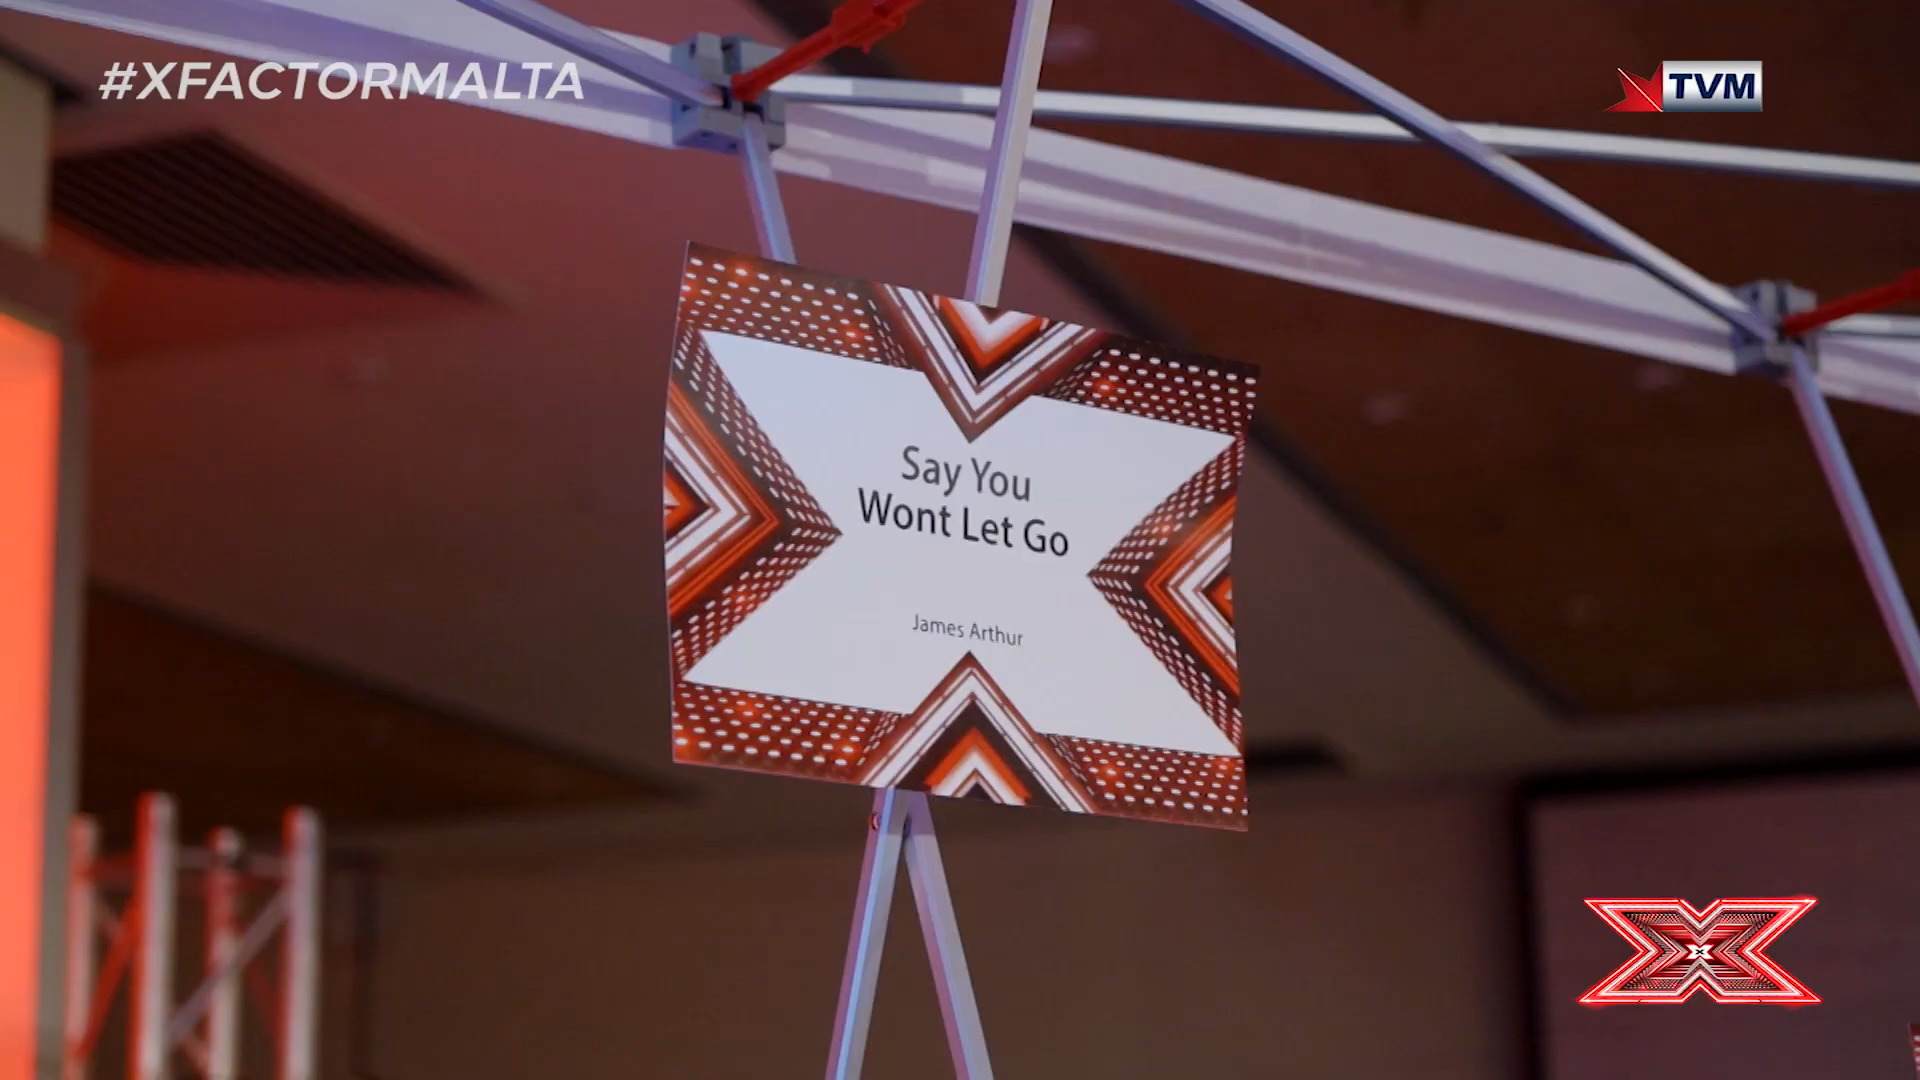 #XFACTORMALTA
TVM
Say You
Wont Let Go
James Arthur
X